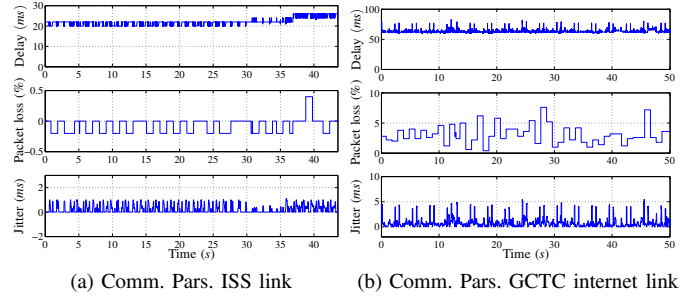 30
20
10
0
Delay (ms)
0 5 10 15 20 25 30 35 40
0.5
0
−0.5
Packet loss (%)
0 5 10 15 20 25 30 35 40
2
0
−2
Jitter (ms)
0 5 10 15 20 25 30 35 40
Time (s)
(a) Comm. Pars. ISS link
100
50
0
Delay (ms)
0 10 20 30 40 50
10
5
0
Packet loss (%)
0 10 20 30 40 50
10
5
0
Jitter (ms)
0 10 20 30 40 50
Time (s)
(b) Comm. Pars. GCTC internet link